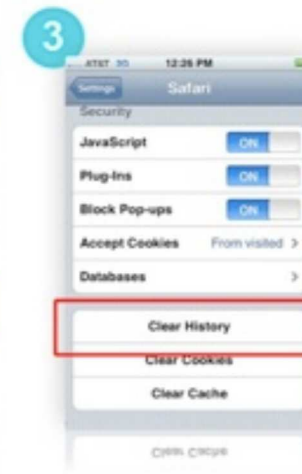 3
AT&T 3G 12:26 PM
Settings Safari
Security
JavaScript ON
Plug-Ins ON
Block Pop-ups ON
Accept Cookies From visited >
Databases >
Clear History
Clear Cookies
Clear Cache